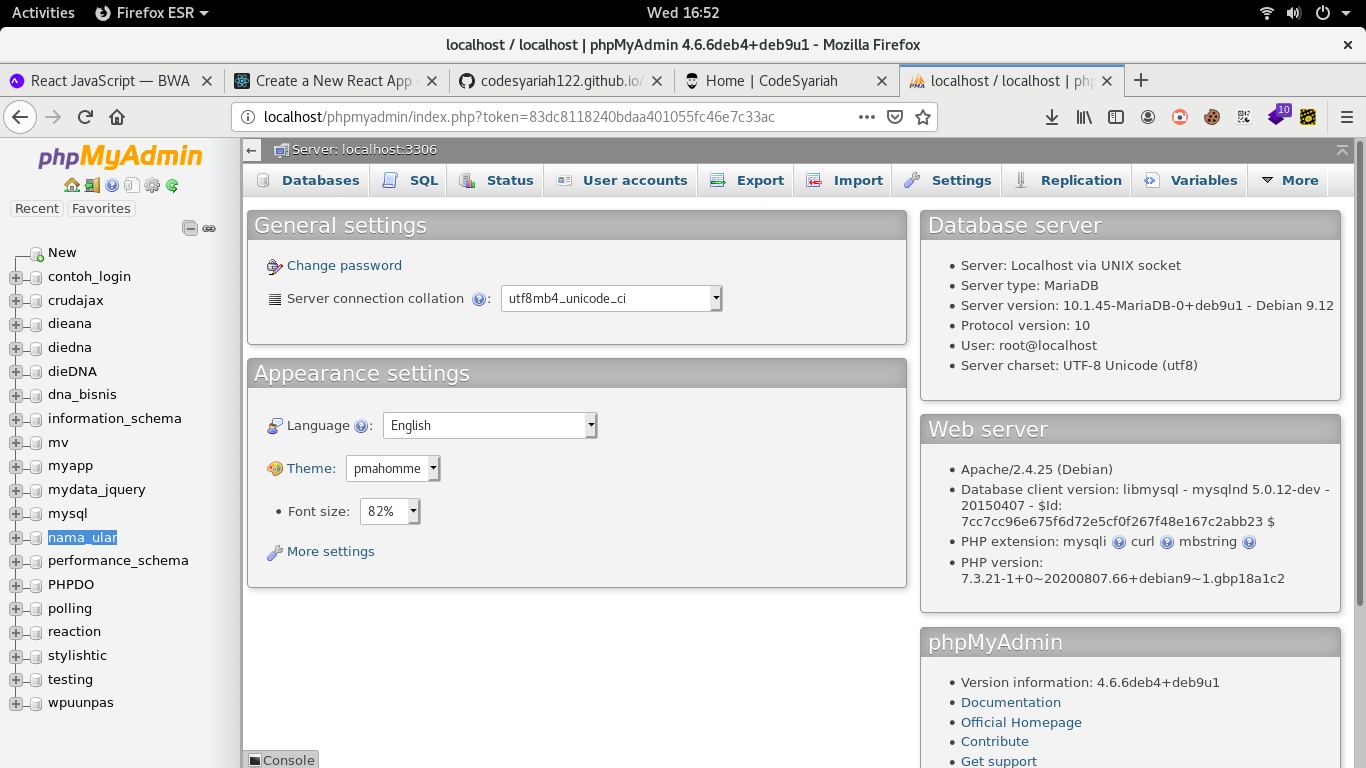 Activities Firefox ESR Wed 16:52
localhost / localhost | phpMyAdmin 4.6.6deb4+deb9u1 - Mozilla Firefox
React JavaScript — BWA Create a New React App - codesyariah122.github.io/ Home | CodeSyariah localhost / localhost | php
localhost/phpmyadmin/index.php?token=83dc8118240bdaa401055fc46e7c33ac 10
phpMyAdmin
Recent Favorites
New
contoh_login
crudajax
dieana
diedna
dieDNA
dna_bisnis
information_schema
mv
myapp
mydata_jquery
mysql
nama_ular
performance_schema
PHPDO
polling
reaction
stylishtic
testing
wpuunpas
Server: localhost:3306
Databases SQL Status User accounts Export Import Settings Replication Variables More
General settings
Change password
Server connection collation : utf8mb4_unicode_ci
Appearance settings
Language : English
Theme: pmahomme
• Font size: 82%
More settings
Database server
• Server: Localhost via UNIX socket
• Server type: MariaDB
• Server version: 10.1.45-MariaDB-0+deb9u1 - Debian 9.12
• Protocol version: 10
• User: root@localhost
• Server charset: UTF-8 Unicode (utf8)
Web server
• Apache/2.4.25 (Debian)
• Database client version: libmysql - mysqlnd 5.0.12-dev -
20150407 - $Id:
7cc7cc96e675f6d72e5cf0f267f48e167c2abb23 $
• PHP extension: mysqli curl mbstring
• PHP version:
7.3.21-1+0~20200807.66+debian9~1.gbp18a1c2
phpMyAdmin
• Version information: 4.6.6deb4+deb9u1
• Documentation
• Official Homepage
• Contribute
• Get support
Console